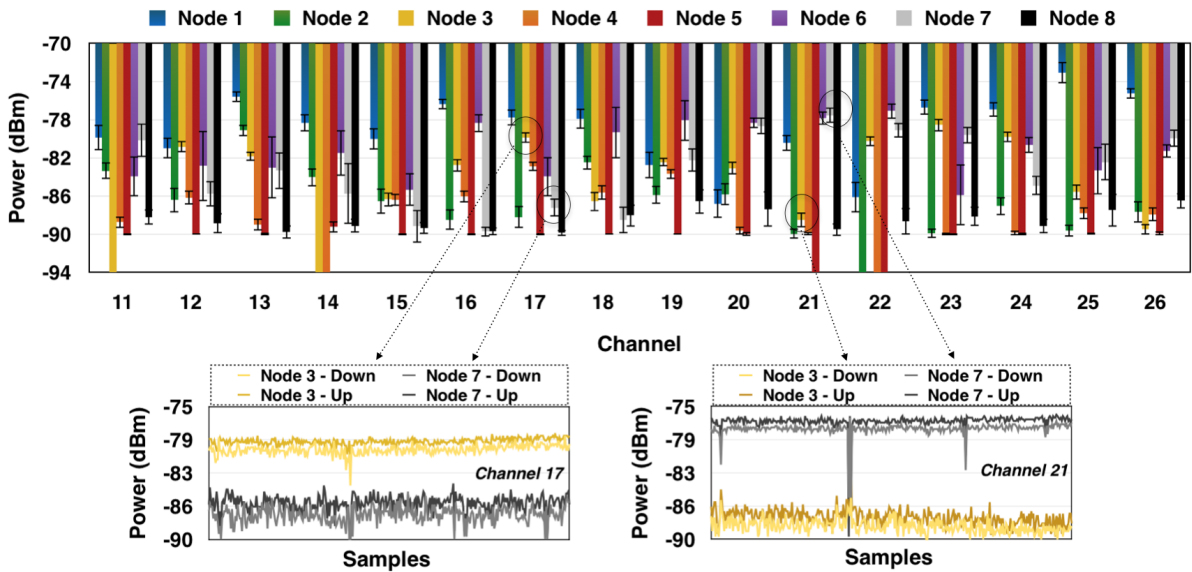 Node 1 Node 2 Node 3 Node 4 Node 5 Node 6 Node 7 Node 8
Power (dBm)
-70
-74
-78
-82
-86
-90
-94
11 12 13 14 15 16 17 18 19 20 21 22 23 24 25 26
Channel
Node 3 - Down Node 7 - Down
Node 3 - Up Node 7 - Up
Power (dBm)
-75
-79
-83
-86
-90
Channel 17
Samples
Node 3 - Down Node 7 - Down
Node 3 - Up Node 7 - Up
Power (dBm)
-75
-79
-83
-86
-90
Channel 21
Samples